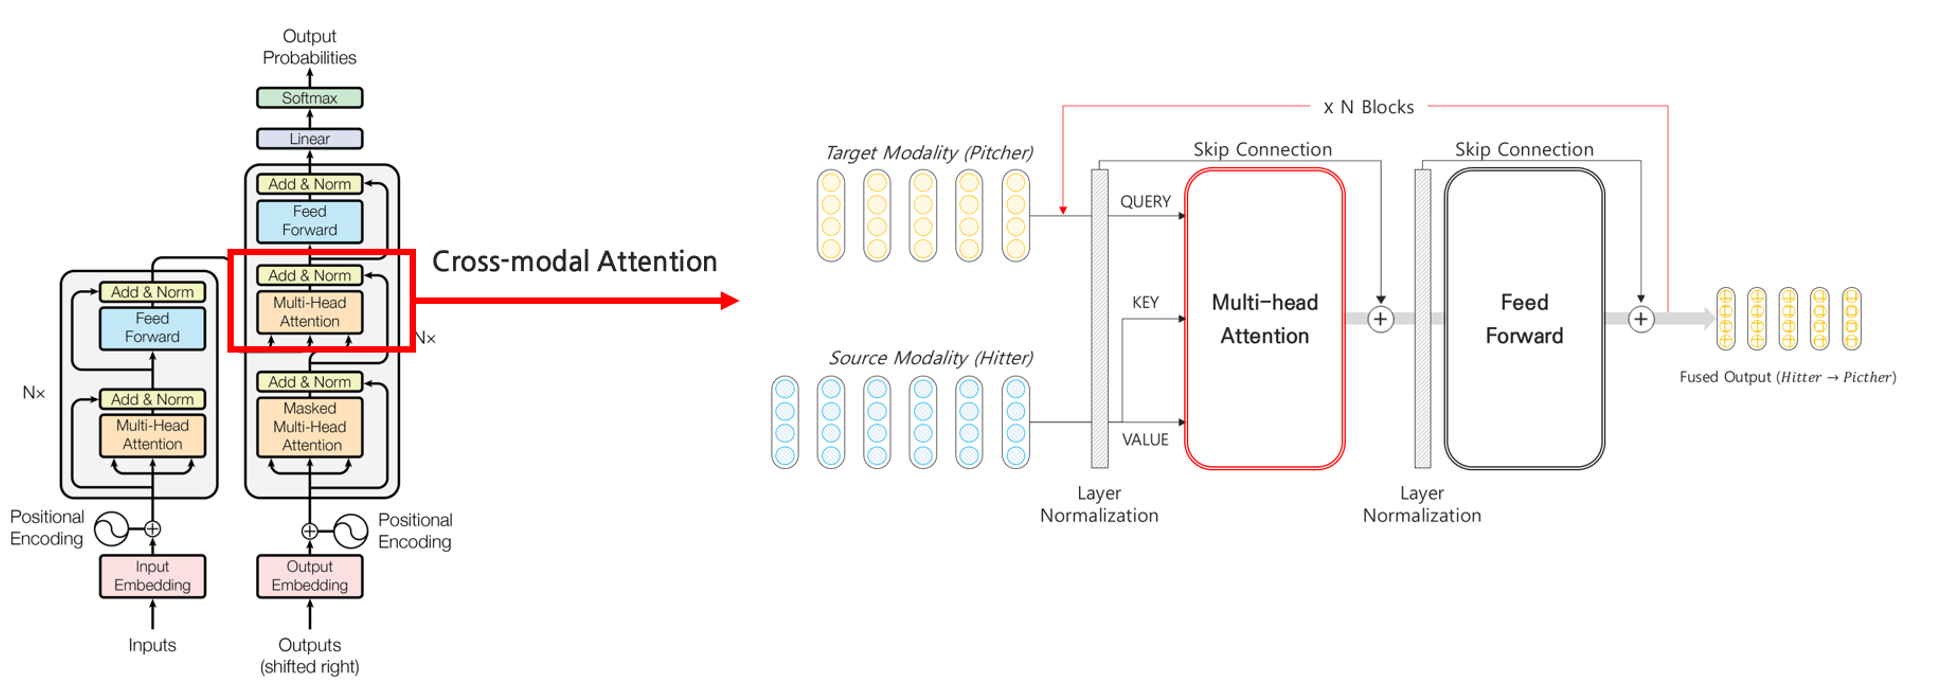 Output
Probabilities
Softmax
Linear
Add & Norm
Feed
Forward
Add & Norm
Multi-Head
Attention
Nx
Add & Norm
Masked
Multi-Head
Attention
Positional
Encoding
Output
Embedding
Outputs
(shifted right)
Add & Norm
Feed
Forward
Nx
Add & Norm
Multi-Head
Attention
Positional
Encoding
Input
Embedding
Inputs
Cross-modal Attention
x N Blocks
Target Modality (Pitcher)
Skip Connection
Skip Connection
QUERY
KEY
VALUE
Multi-head
Attention
Feed
Forward
Source Modality (Hitter)
Layer
Normalization
Layer
Normalization
Fused Output (Hitter → Picther)